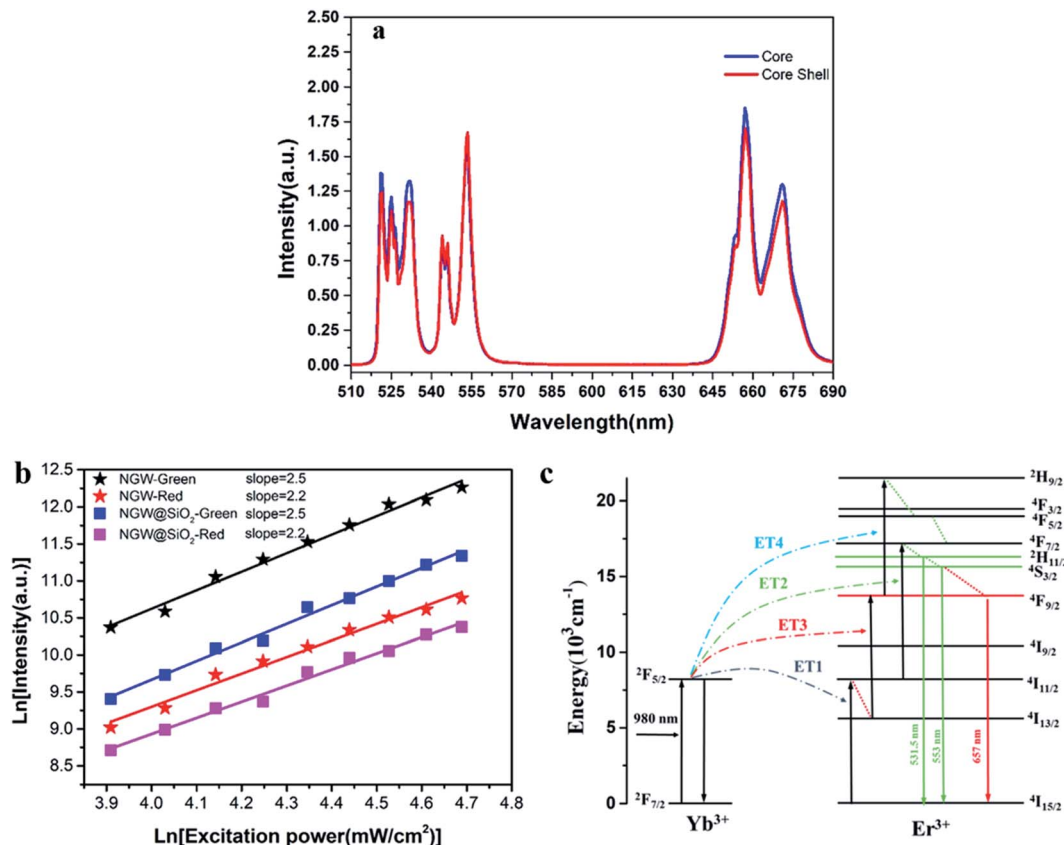 a
2.50
2.25
2.00
1.75
1.50
1.25
1.00
0.75
0.50
0.25
0.00
Intensity(a.u.)
Core
Core Shell
510 525 540 555 570 585 600 615 630 645 660 675 690
Wavelength(nm)
b
12.5
12.0
11.5
11.0
10.5
10.0
9.5
9.0
8.5
Ln[Intensity(a.u.)]
NGW-Green slope=2.5
NGW-Red slope=2.2
NGW@SiO₂-Green slope=2.5
NGW@SiO₂-Red slope=2.2
3.9 4.0 4.1 4.2 4.3 4.4 4.5 4.6 4.7 4.8
Ln[Excitation power(mW/cm²)]
c
20
15
10
5
0
Energy(10³cm⁻¹)
ET4
ET2
ET3
ET1
²F₅/₂
980 nm
²F₇/₂
Yb³⁺
²H₉/₂
⁴F₃/₂
⁴F₅/₂
⁴F₇/₂
²H₁₁/₂
⁴S₃/₂
⁴F₉/₂
⁴I₉/₂
⁴I₁₁/₂
⁴I₁₃/₂
⁴I₁₅/₂
531.5 nm
553 nm
657 nm
Er³⁺